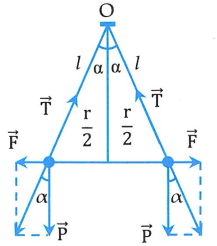 O
l α α l
T⃗ T⃗
r/2 r/2
F⃗ F⃗
α α
P⃗ P⃗